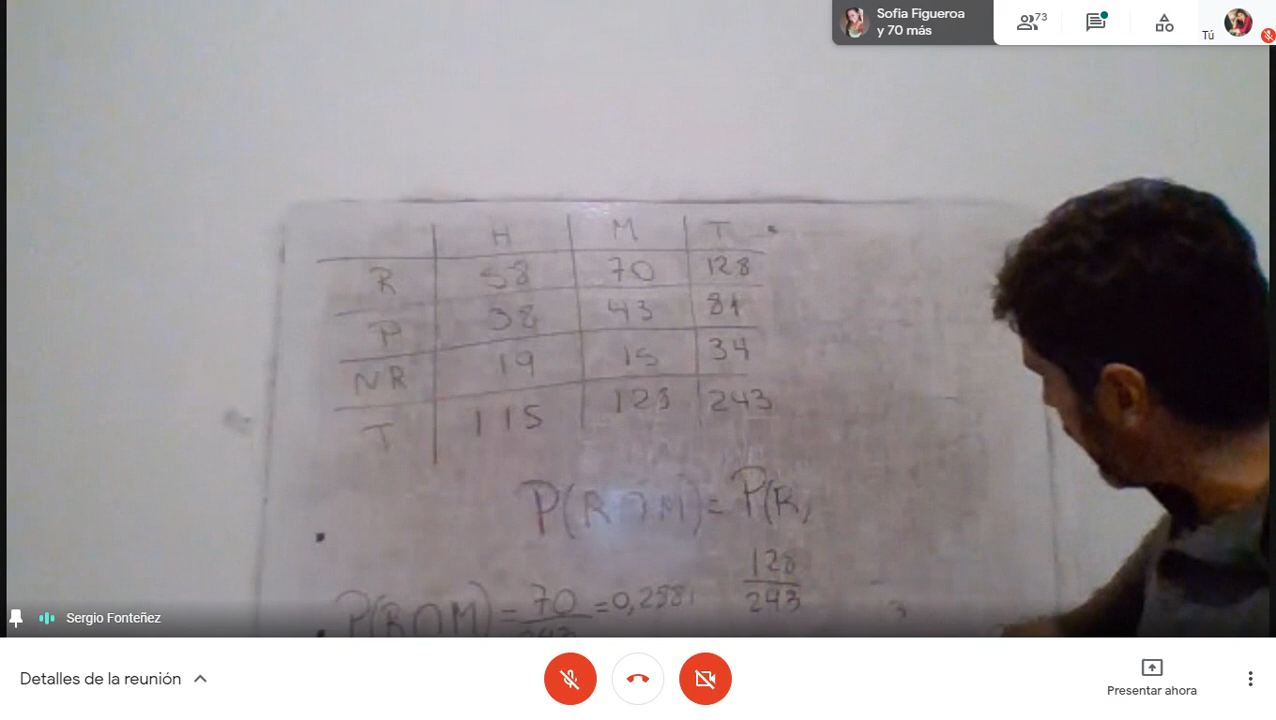 Sofia Figueroa
y 70 más
73
Tú
H M T
R 58 70 128
P 38 43 81
NR 19 15 34
T 115 128 243
P(R∩M)= P(R)
128
243
P(R∩M)= 70 =0,2881
243
Sergio Fonteñez
Detalles de la reunión
Presentar ahora